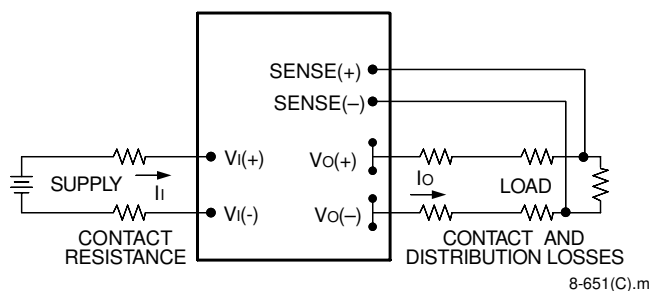 SENSE(+)
SENSE(–)
VI(+)
VO(+)
IO
SUPPLY
II
LOAD
VI(-)
VO(–)
CONTACT
RESISTANCE
CONTACT AND
DISTRIBUTION LOSSES
8-651(C).m